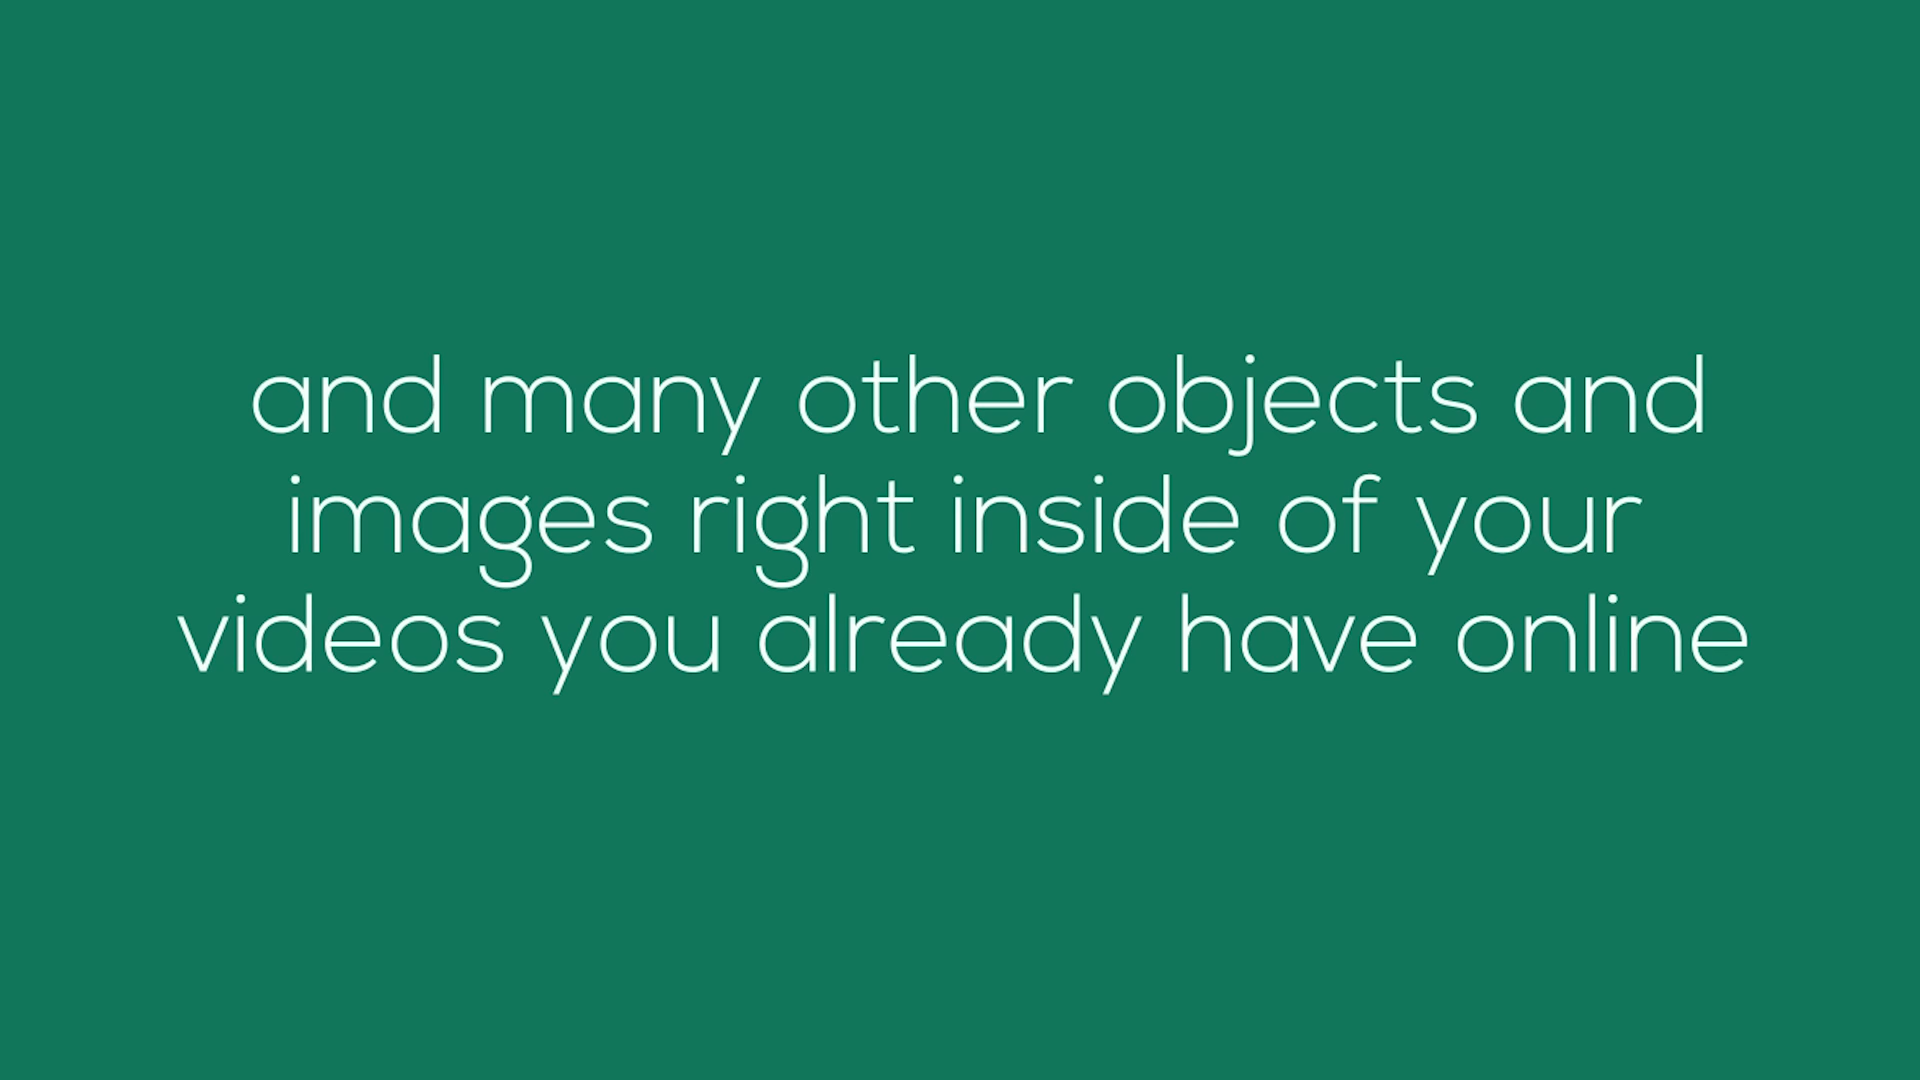 and many other objects and
images right inside of your
videos you already have online